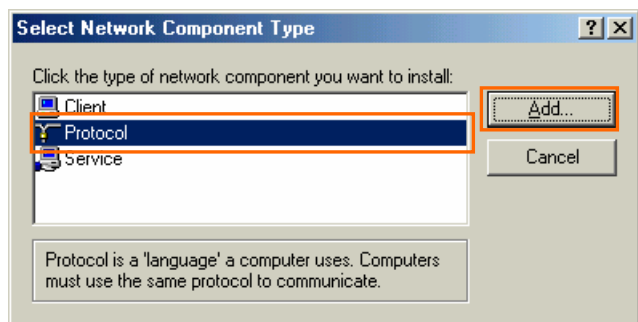 Select Network Component Type
Click the type of network component you want to install:
Client
Protocol
Service
Add...
Cancel
Protocol is a 'language' a computer uses. Computers
must use the same protocol to communicate.